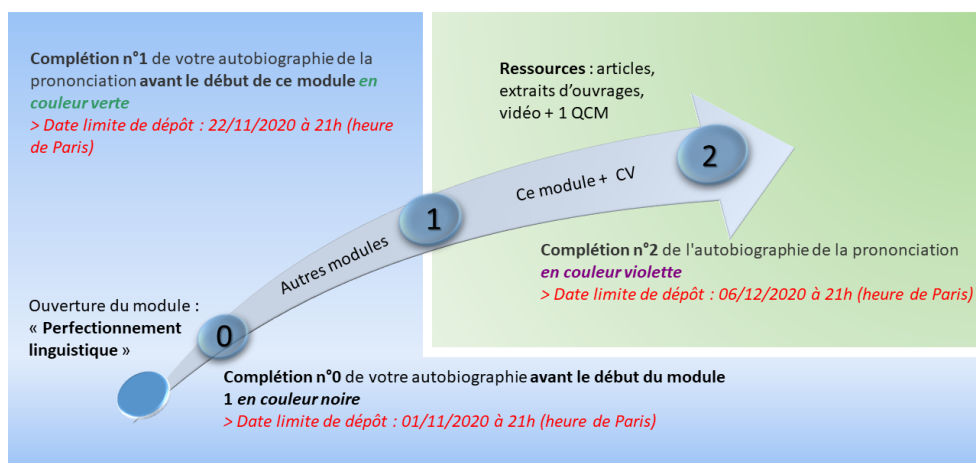 Complétion n°1 de votre autobiographie de la
prononciation avant le début de ce module en
couleur verte
> Date limite de dépôt : 22/11/2020 à 21h (heure
de Paris)
Ressources : articles,
extraits d'ouvrages,
vidéo + 1 QCM
2
Ce module + CV
1
Autres modules
Complétion n°2 de l'autobiographie de la prononciation
en couleur violette
> Date limite de dépôt : 06/12/2020 à 21h (heure de Paris)
Ouverture du module :
« Perfectionnement
linguistique »
0
Complétion n°0 de votre autobiographie avant le début du module
1 en couleur noire
> Date limite de dépôt : 01/11/2020 à 21h (heure de Paris)